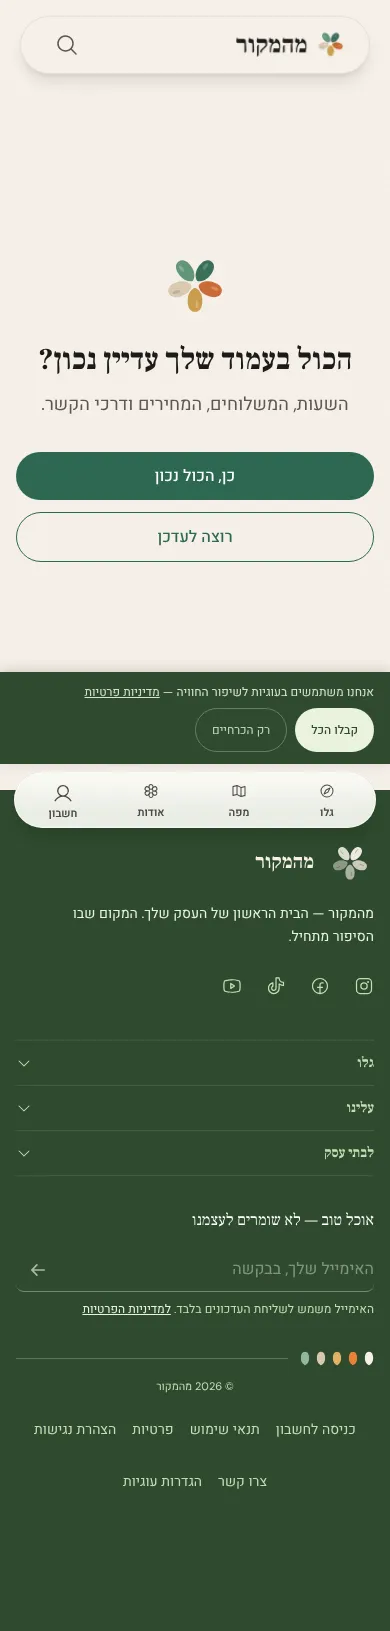 מהמקור
הכול בעמוד שלך עדיין נכון?
השעות, המשלוחים, המחירים ודרכי הקשר.
כן, הכול נכון
רוצה לעדכן
אנחנו משתמשים בעוגיות לשיפור החוויה — מדיניות פרטיות
קבלו הכל
רק הכרחיים
גלו
מפה
אודות
חשבון
מהמקור
מהמקור — הבית הראשון של העסק שלך. המקום שבו
הסיפור מתחיל.
גלו
עלינו
לבתי עסק
אוכל טוב — לא שומרים לעצמנו
האימייל שלך, בבקשה
האימייל משמש לשליחת העדכונים בלבד. למדיניות הפרטיות
© 2026 מהמקור
כניסה לחשבון תנאי שימוש פרטיות הצהרת נגישות
צרו קשר הגדרות עוגיות